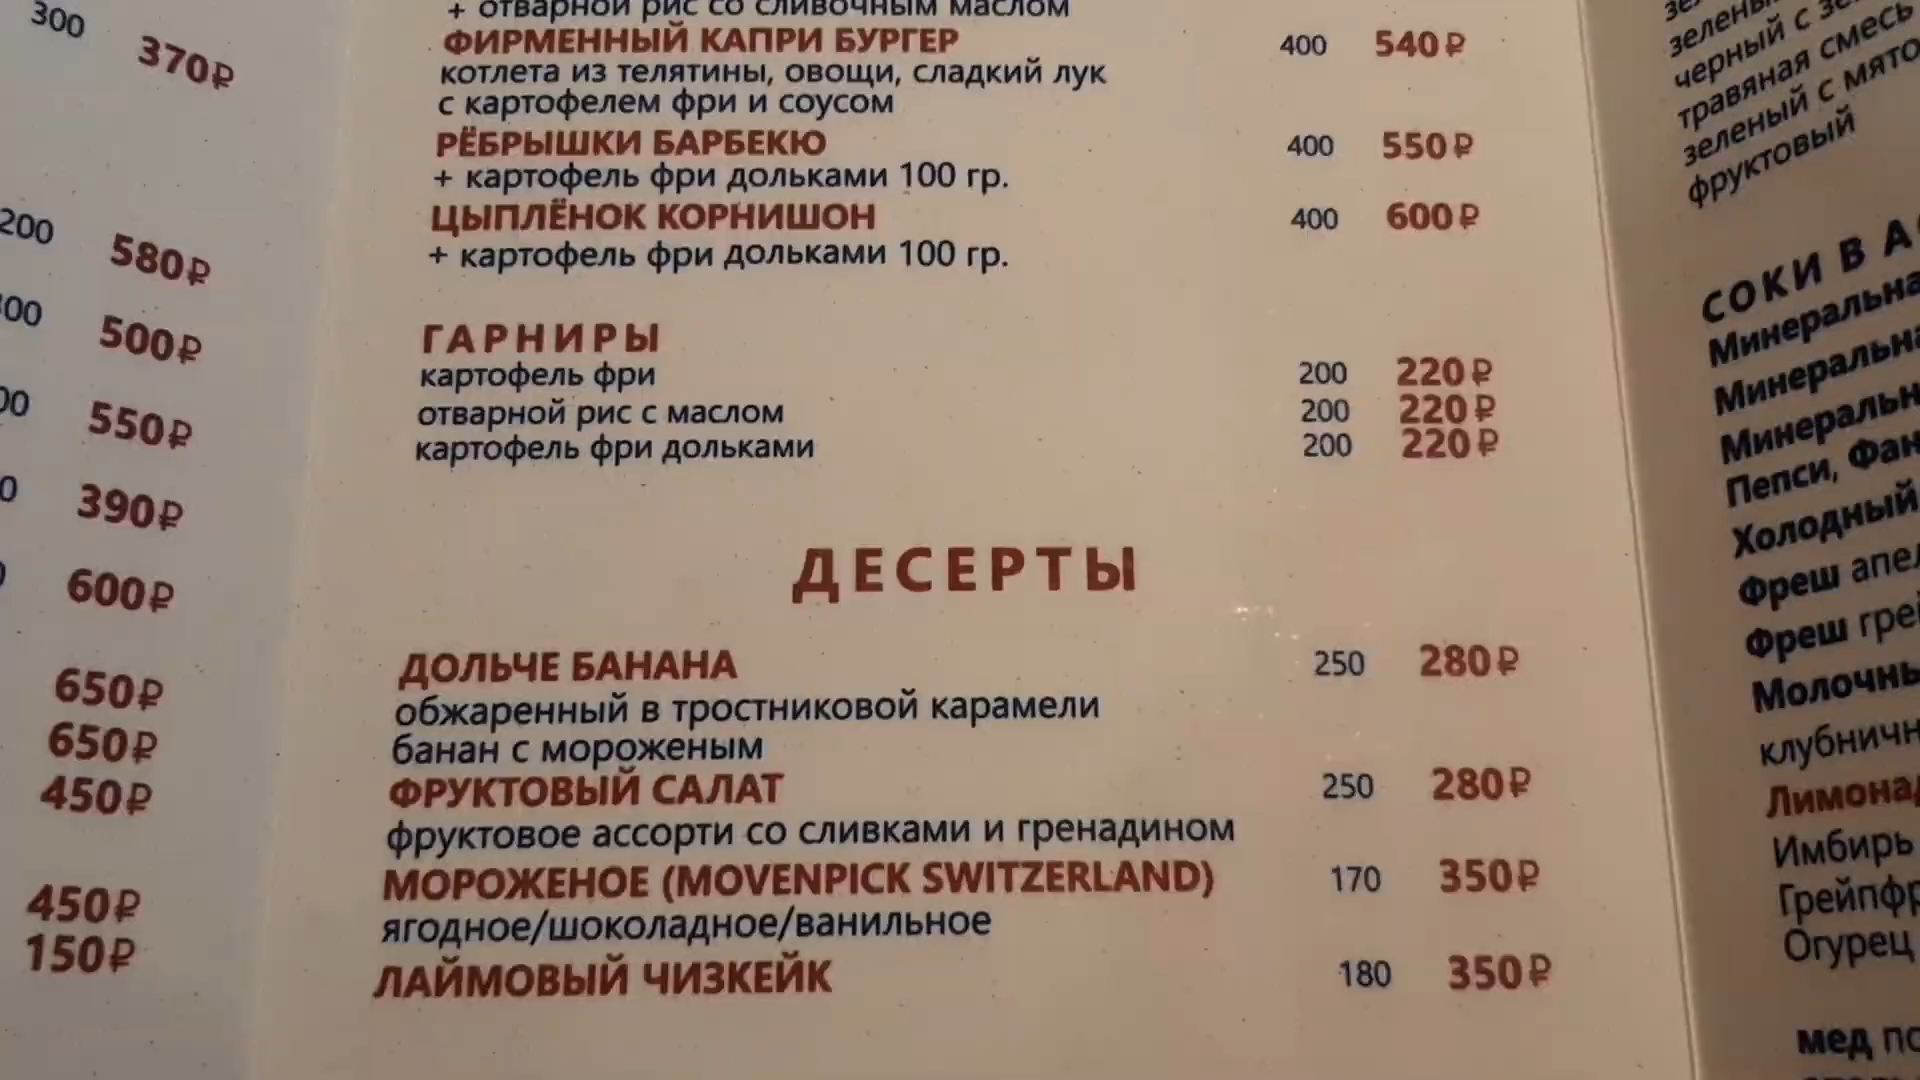 300 370₽
200 580₽
500₽
550₽
390₽
600₽
650₽
650₽
450₽
450₽
150₽
+ отварной рис со сливочным маслом
ФИРМЕННЫЙ КАПРИ БУРГЕР 400 540₽
котлета из телятины, овощи, сладкий лук
с картофелем фри и соусом
РЁБРЫШКИ БАРБЕКЮ 400 550₽
+ картофель фри дольками 100 гр.
ЦЫПЛЁНОК КОРНИШОН 400 600₽
+ картофель фри дольками 100 гр.
ГАРНИРЫ
картофель фри 200 220₽
отварной рис с маслом 200 220₽
картофель фри дольками 200 220₽
ДЕСЕРТЫ
ДОЛЬЧЕ БАНАНА 250 280₽
обжаренный в тростниковой карамели
банан с мороженым
ФРУКТОВЫЙ САЛАТ 250 280₽
фруктовое ассорти со сливками и гренадином
МОРОЖЕНОЕ (MOVENPICK SWITZERLAND) 170 350₽
ягодное/шоколадное/ванильное
ЛАЙМОВЫЙ ЧИЗКЕЙК 180 350₽
черный с
травяная смесь
зеленый с
фруктовый
СОКИ В
Пепси,
Холодный
Фреш
Фреш
Имбирь
Огурец
мед